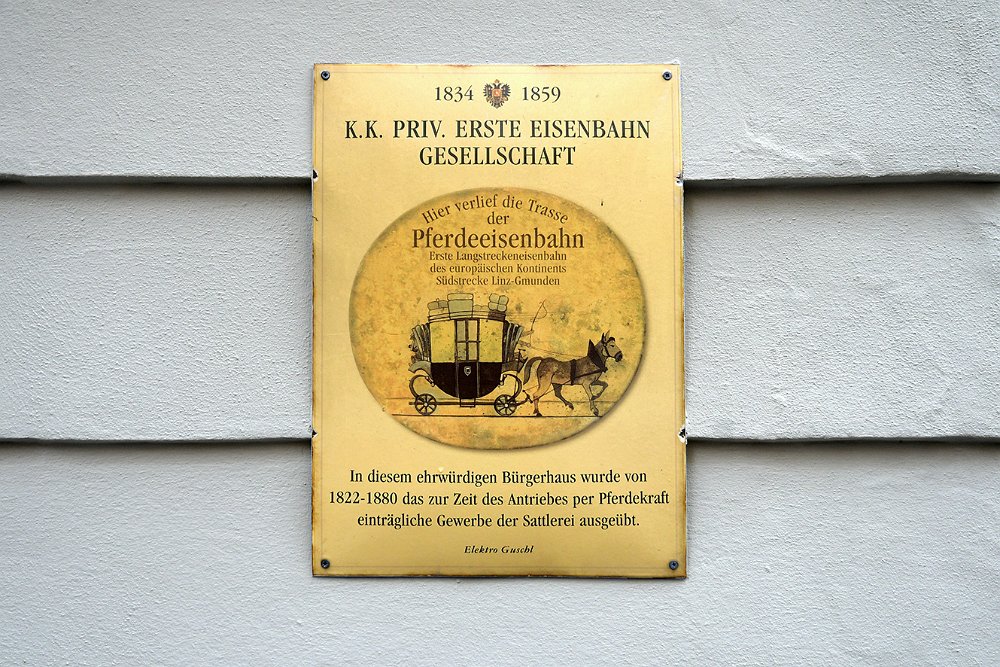 1834 1859
K.K. PRIV. ERSTE EISENBAHN
GESELLSCHAFT
Hier verlief die Trasse
der
Pferdeeisenbahn
Erste Langstreckeneisenbahn
des europäischen Kontinents
Südstrecke Linz-Gmunden
In diesem ehrwürdigen Bürgerhaus wurde von
1822-1880 das zur Zeit des Antriebes per Pferdekraft
einträgliche Gewerbe der Sattlerei ausgeübt.
Elektro Guschl